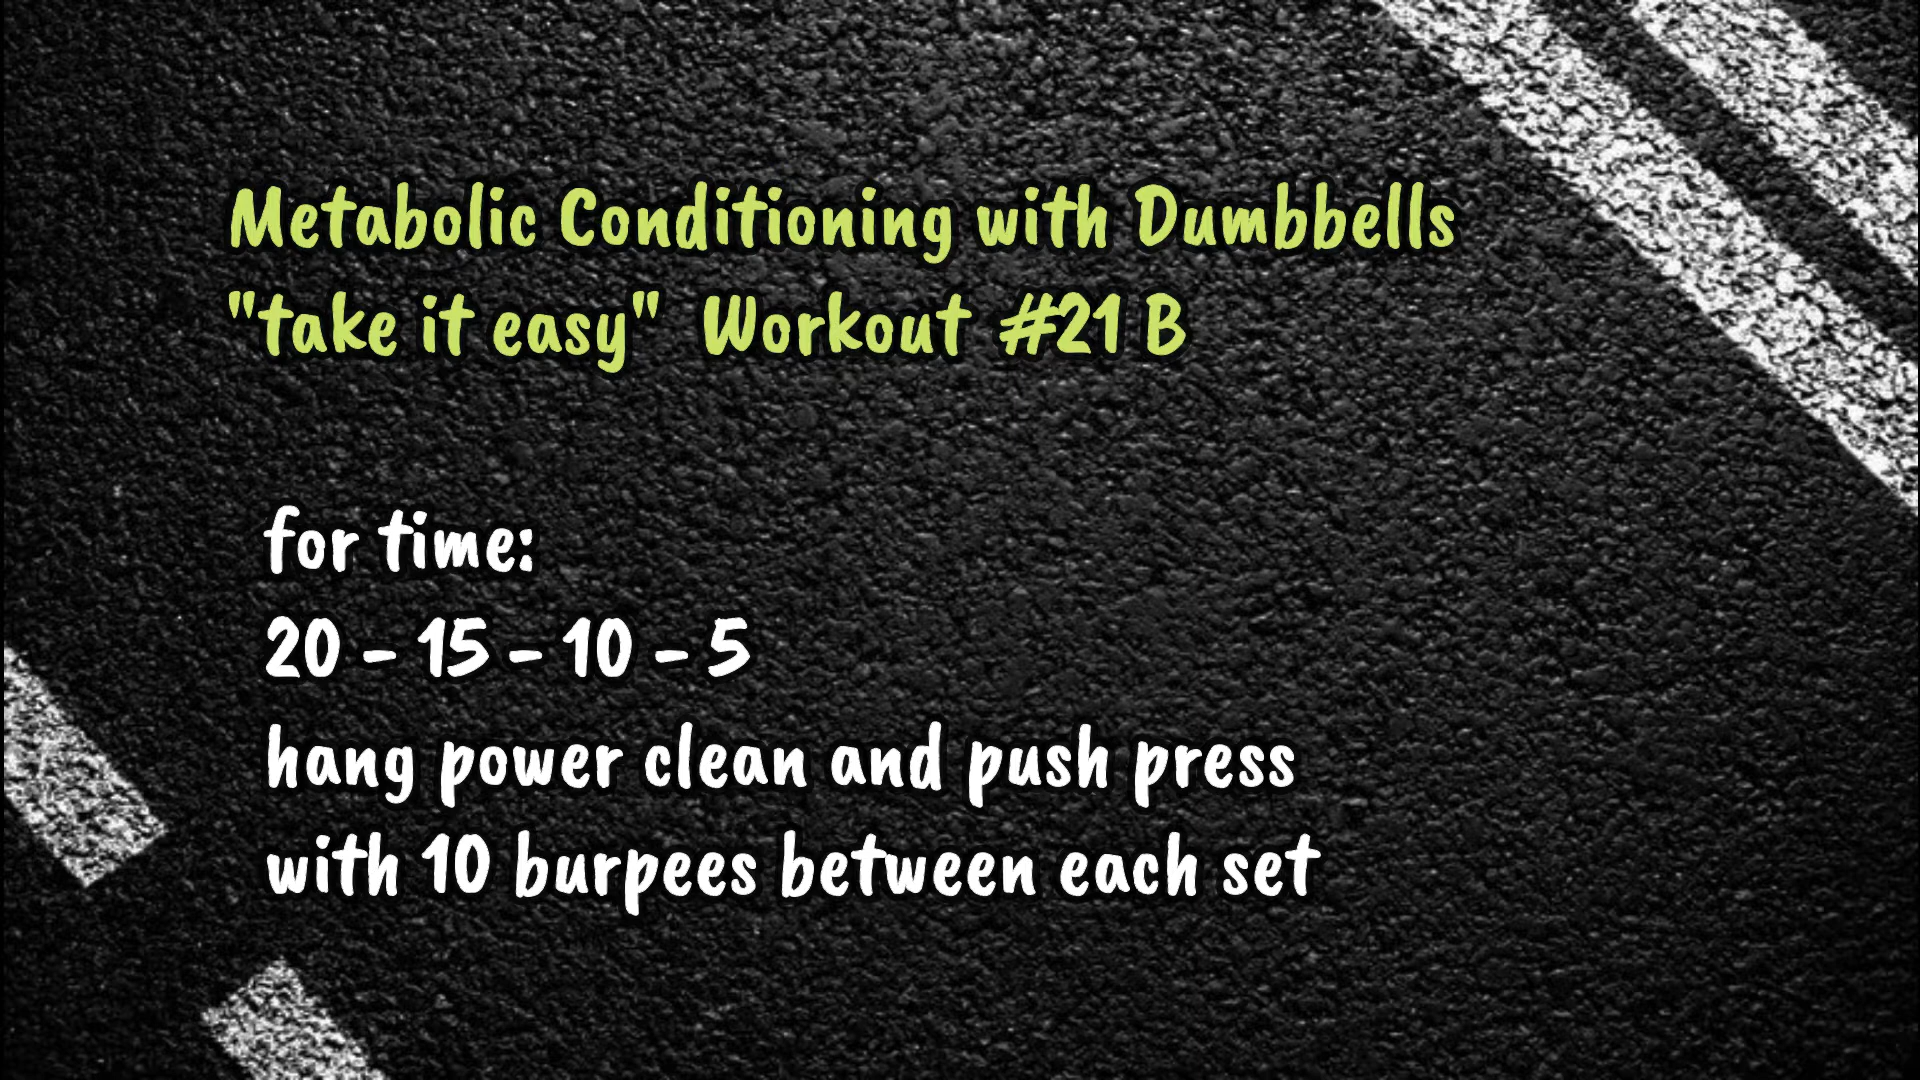 Metabolic Conditioning with Dumbbells
"take it easy" Workout #21 B
for time:
20 - 15 - 10 - 5
hang power clean and push press
with 10 burpees between each set